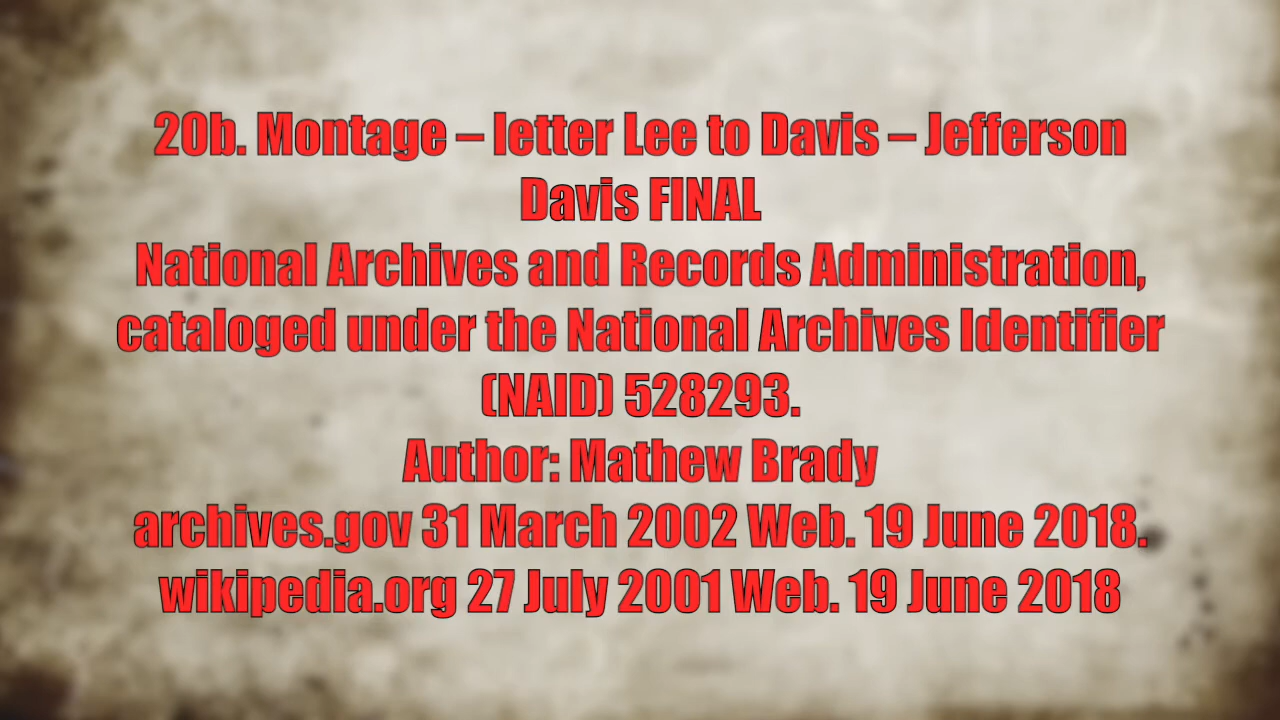 20b. Montage – letter Lee to Davis – Jefferson
Davis FINAL
National Archives and Records Administration,
cataloged under the National Archives Identifier
(NAID) 528293.
Author: Mathew Brady
archives.gov 31 March 2002 Web. 19 June 2018.
wikipedia.org 27 July 2001 Web. 19 June 2018